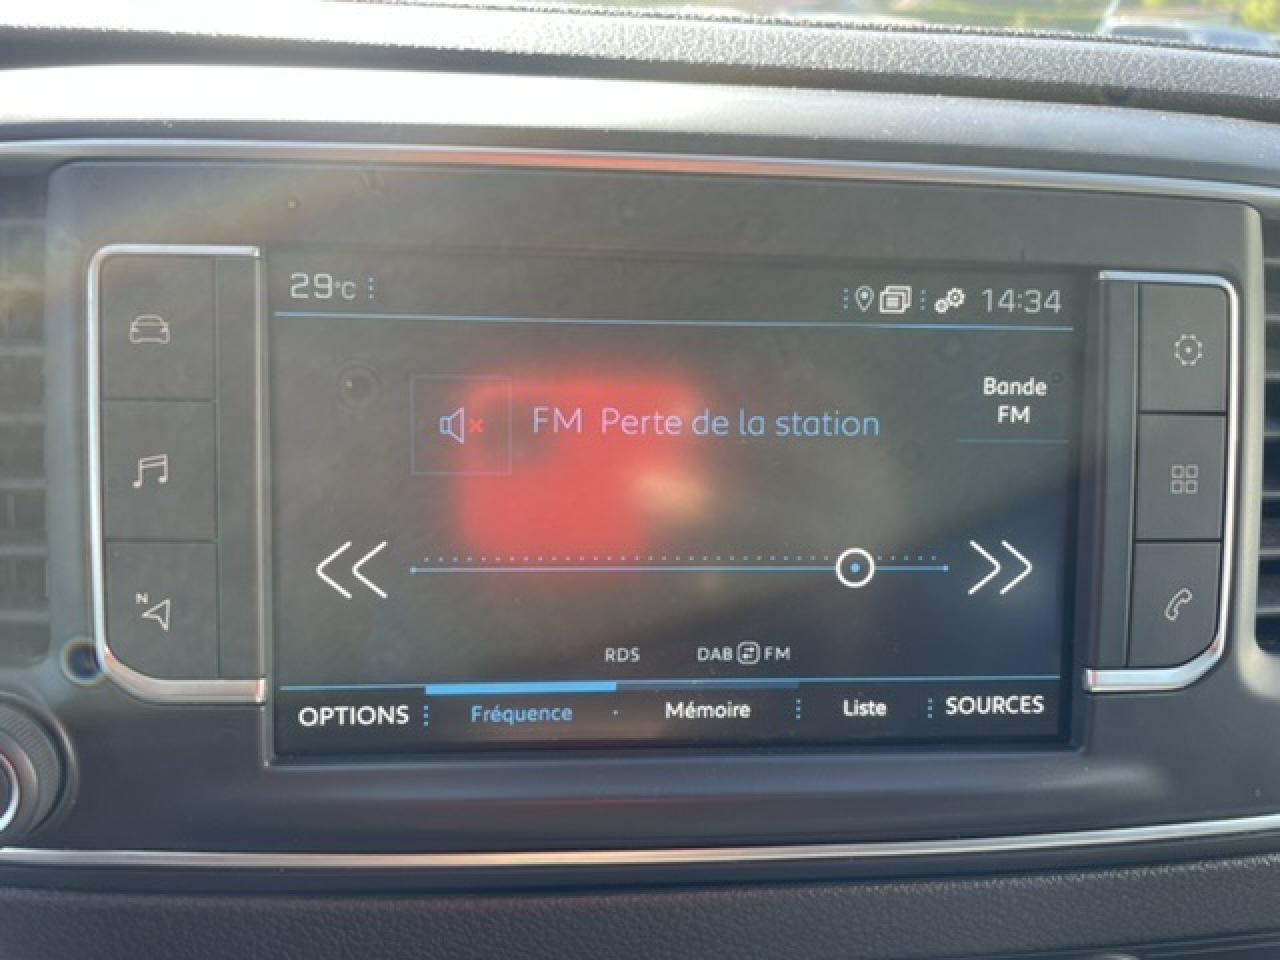 29°C
14:34
Bande
FM
FM Perte de la station
N
RDS
DAB FM
OPTIONS Fréquence Mémoire Liste SOURCES